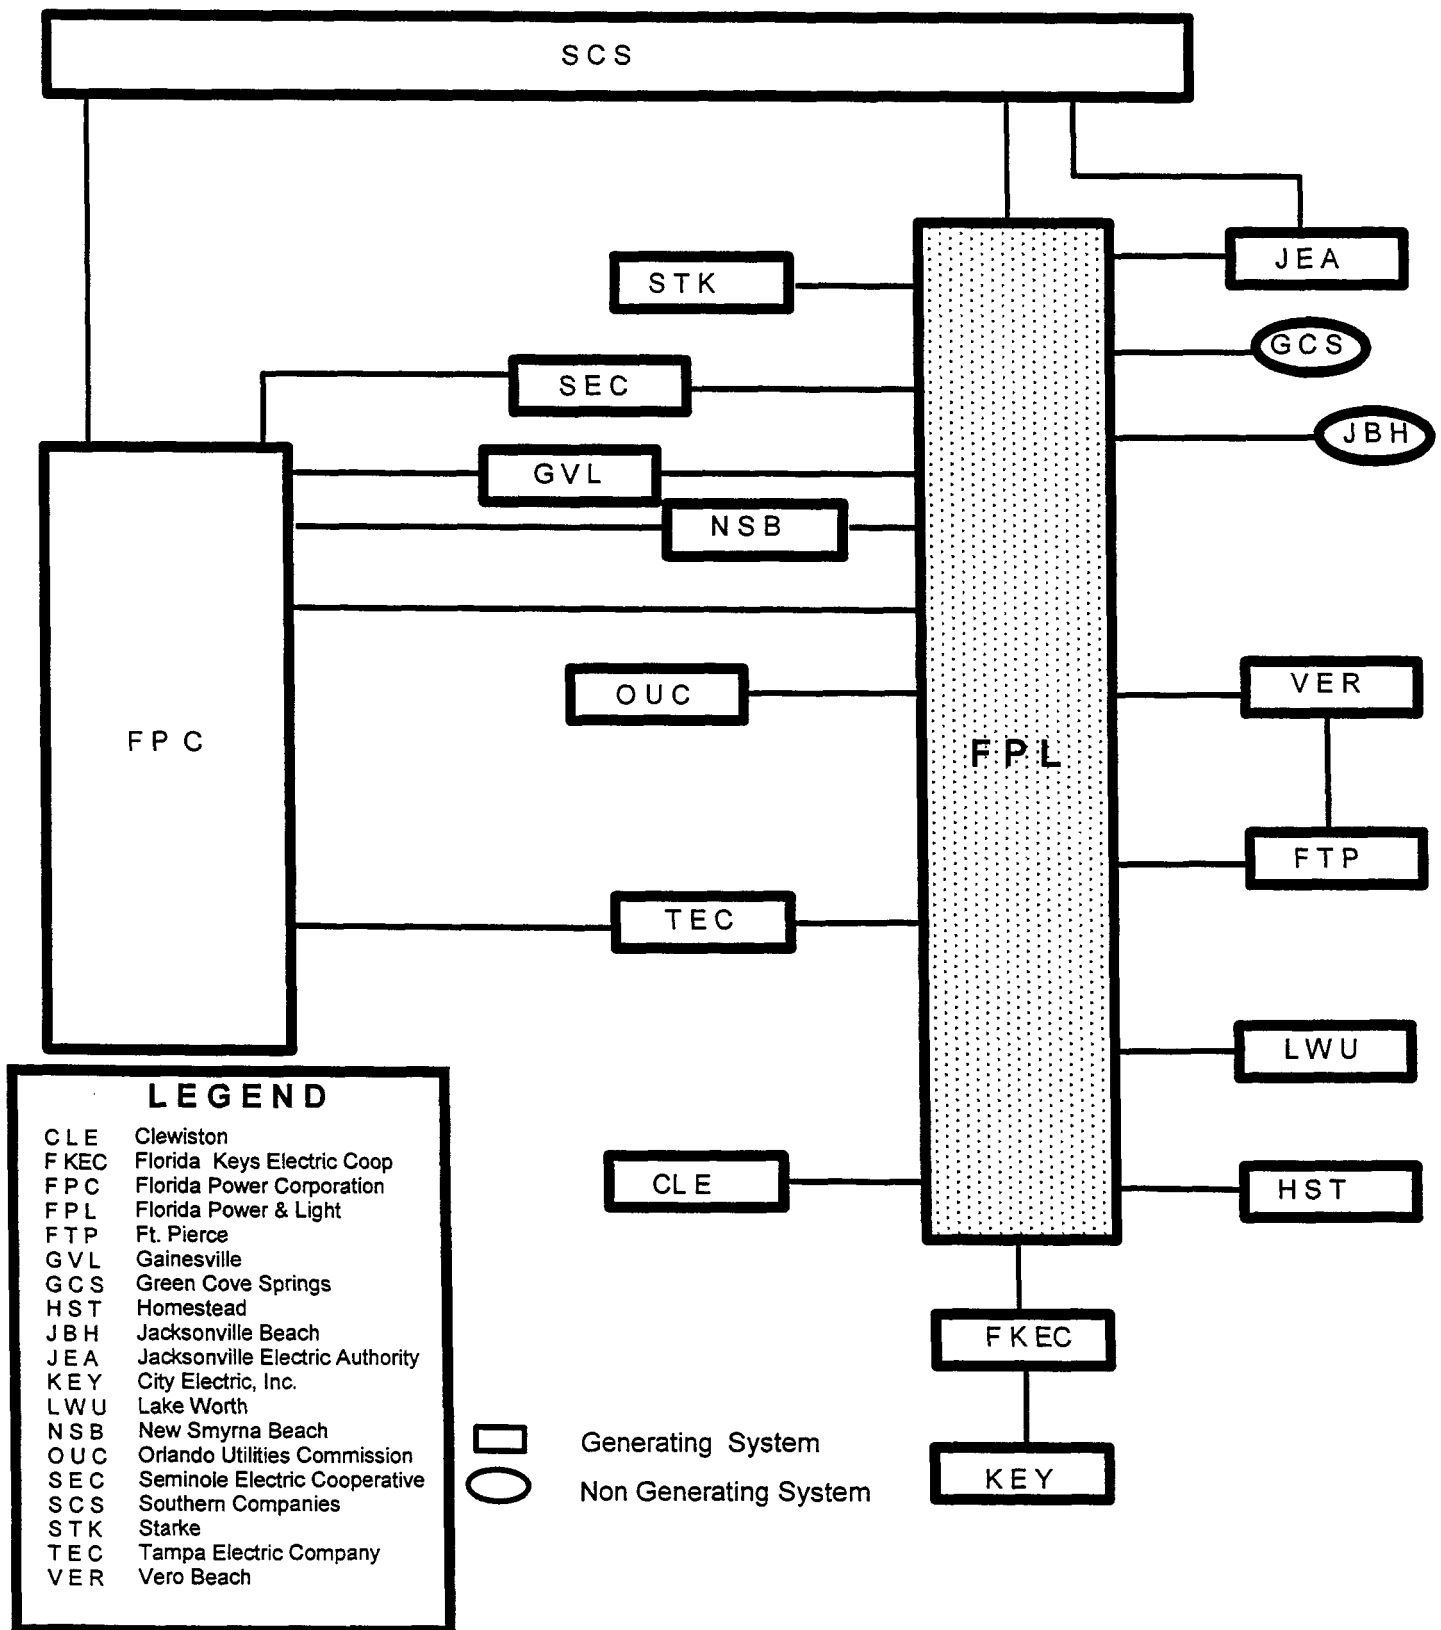 SCS
JEA
STK
GCS
SEC
JBH
GVL
NSB
OUC
VER
FPC
FPL
FTP
TEC
LWU
CLE
HST
FKEC
KEY
LEGEND
CLE Clewiston
FKEC Florida Keys Electric Coop
FPC Florida Power Corporation
FPL Florida Power & Light
FTP Ft. Pierce
GVL Gainesville
GCS Green Cove Springs
HST Homestead
JBH Jacksonville Beach
JEA Jacksonville Electric Authority
KEY City Electric, Inc.
LWU Lake Worth
NSB New Smyrna Beach
OUC Orlando Utilities Commission
SEC Seminole Electric Cooperative
SCS Southern Companies
STK Starke
TEC Tampa Electric Company
VER Vero Beach
Generating System
Non Generating System